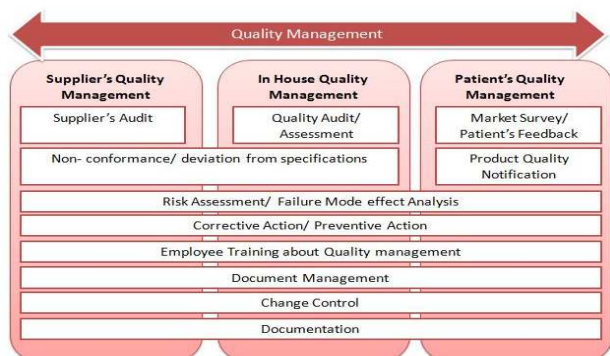 Quality Management
Supplier's Quality
Management
In House Quality
Management
Patient's Quality
Management
Supplier's Audit
Quality Audit/
Assessment
Market Survey/
Patient's Feedback
Non- conformance/ deviation from specifications
Product Quality
Notification
Risk Assessment/ Failure Mode effect Analysis
Corrective Action/ Preventive Action
Employee Training about Quality management
Document Management
Change Control
Documentation